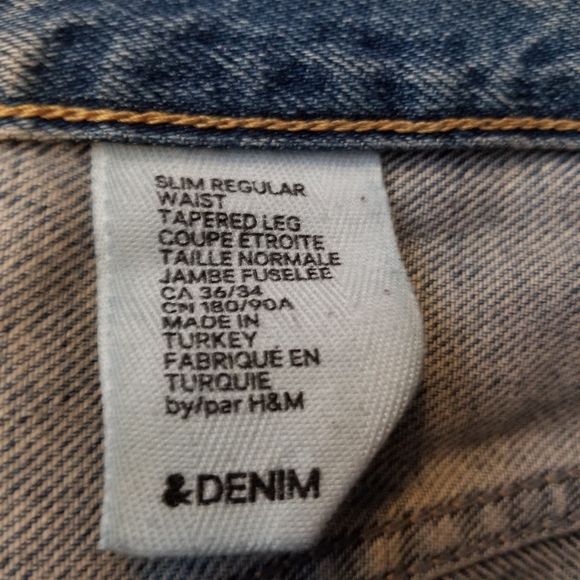 SLIM REGULAR
WAIST
TAPERED LEG
COUPE ÉTROITE
TAILLE NORMALE
JAMBE FUSELÉE
CA 36/34
CN 180/90A
MADE IN
TURKEY
FABRIQUÉ EN
TURQUIE
by/par H&M
&DENIM